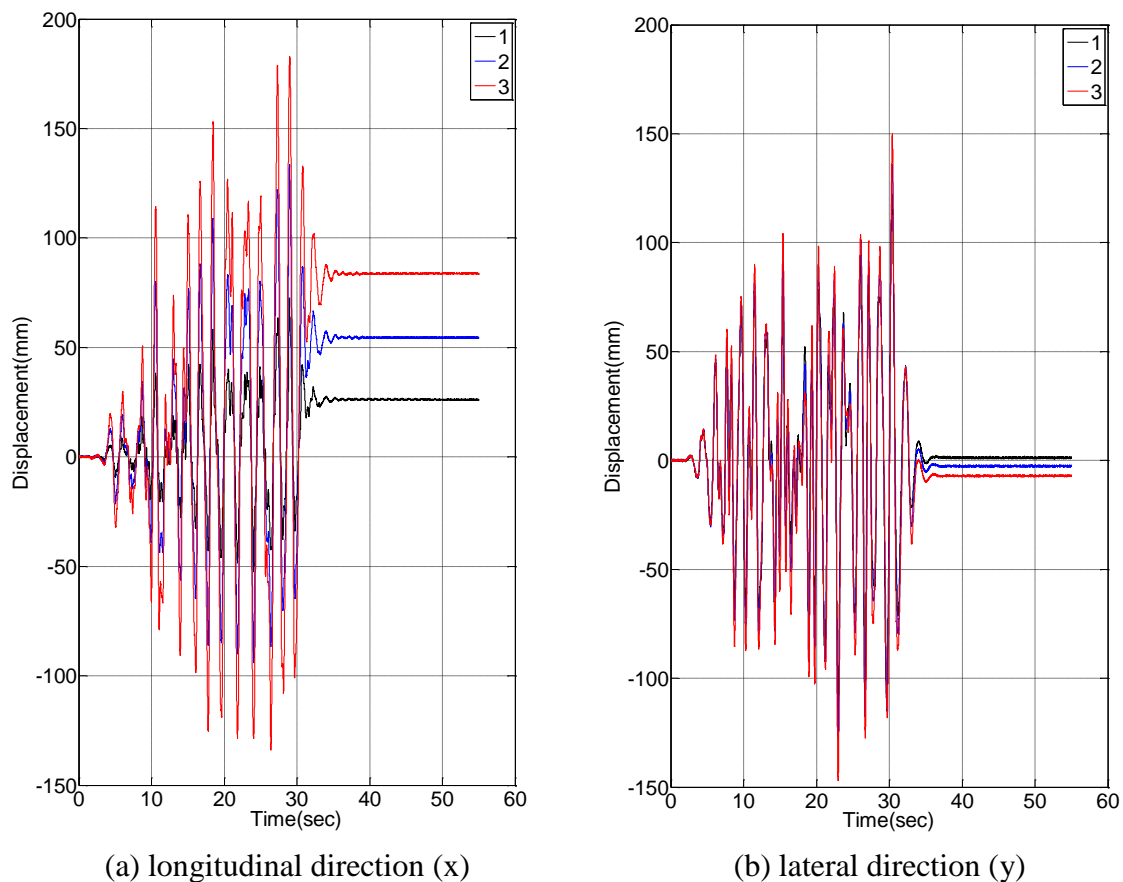 200
150
100
50
0
-50
-100
-150
0 10 20 30 40 50 60
Time(sec)
Displacement(mm)
1
2
3
(a) longitudinal direction (x)
200
150
100
50
0
-50
-100
-150
0 10 20 30 40 50 60
Time(sec)
Displacement(mm)
1
2
3
(b) lateral direction (y)